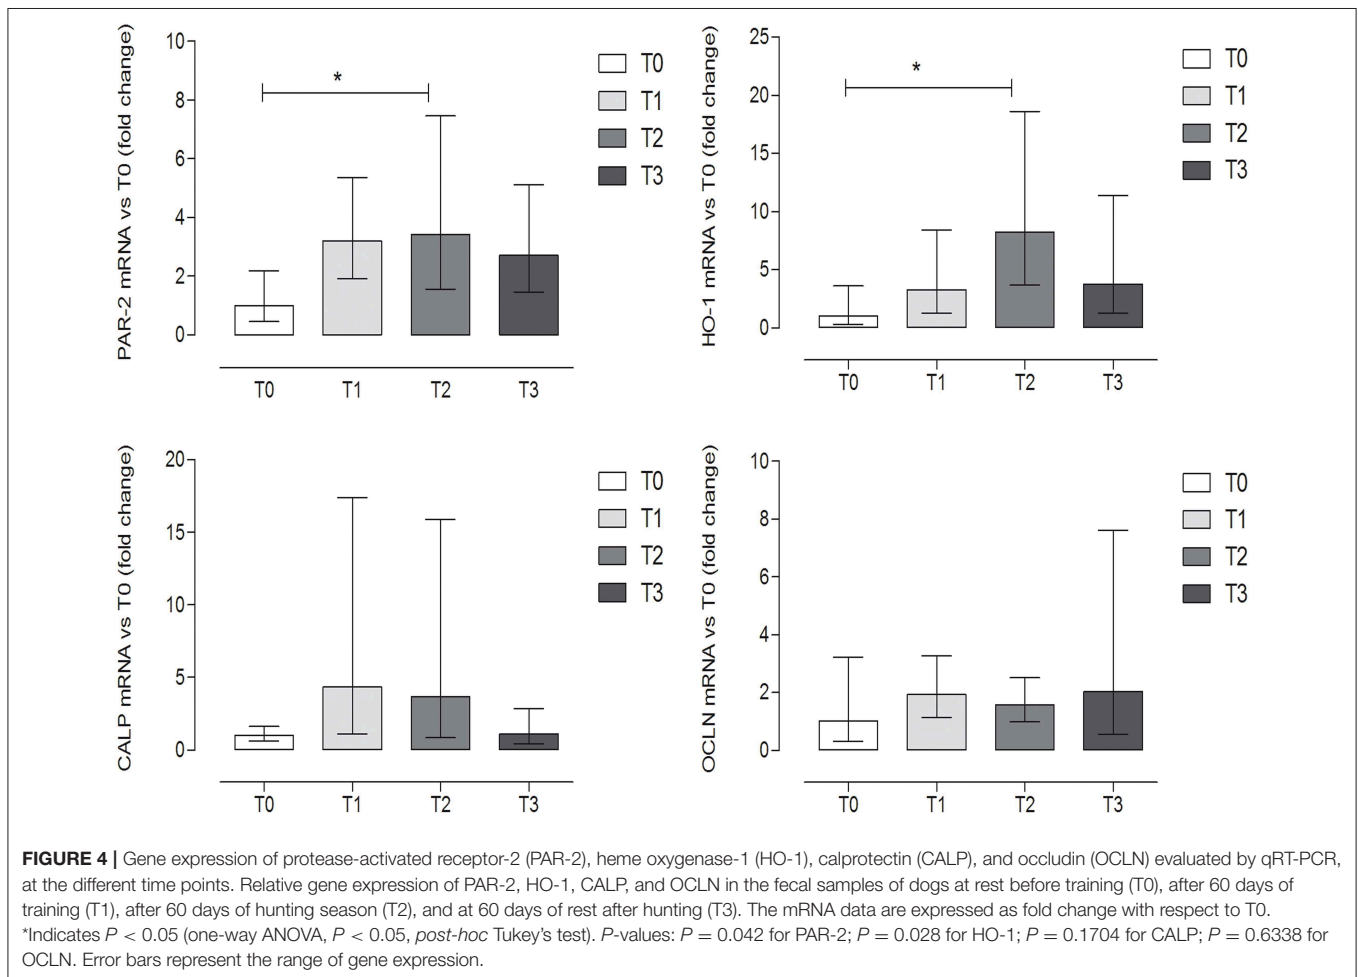 PAR-2 mRNA vs T0 (fold change)
10
8
6
4
2
0
*
T0
T1
T2
T3
T0 T1 T2 T3
HO-1 mRNA vs T0 (fold change)
25
20
15
10
5
0
*
T0
T1
T2
T3
T0 T1 T2 T3
CALP mRNA vs T0 (fold change)
20
15
10
5
0
T0
T1
T2
T3
T0 T1 T2 T3
OCLN mRNA vs T0 (fold change)
10
8
6
4
2
0
T0
T1
T2
T3
T0 T1 T2 T3
FIGURE 4 | Gene expression of protease-activated receptor-2 (PAR-2), heme oxygenase-1 (HO-1), calprotectin (CALP), and occludin (OCLN) evaluated by qRT-PCR,
at the different time points. Relative gene expression of PAR-2, HO-1, CALP, and OCLN in the fecal samples of dogs at rest before training (T0), after 60 days of
training (T1), after 60 days of hunting season (T2), and at 60 days of rest after hunting (T3). The mRNA data are expressed as fold change with respect to T0.
*Indicates P < 0.05 (one-way ANOVA, P < 0.05, post-hoc Tukey's test). P-values: P = 0.042 for PAR-2; P = 0.028 for HO-1; P = 0.1704 for CALP; P = 0.6338 for
OCLN. Error bars represent the range of gene expression.